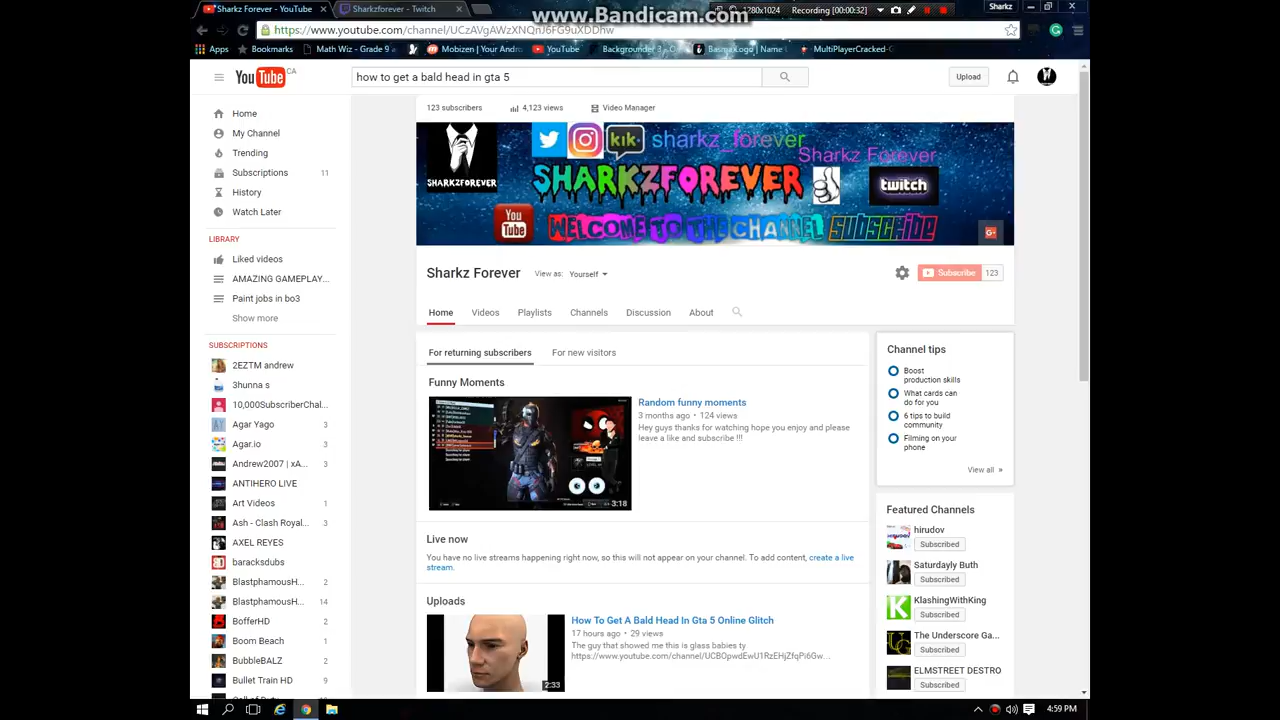 Sharkz Forever - YouTube
Sharkzforever - Twitch
www.Bandicam.com
1280x1024
Recording [00:00:32]
Sharkz
Apps
Bookmarks
Math Wiz - Grade 9
Mobizen | Your And
YouTube
Backgrounder 3
Name
MultiPlayerCracked-
You Tube CA
how to get a bald head in gta 5
Upload
Home
My Channel
Trending
Subscriptions 11
History
Watch Later
LIBRARY
Liked videos
AMAZING GAMEPLAY...
Paint jobs in bo3
Show more
SUBSCRIPTIONS
2EZTM andrew
3hunna s
10,000SubscriberChal...
Agar Yago 3
Agar.io 3
Andrew2007 | xA... 3
ANTIHERO LIVE
Art Videos 1
Ash - Clash Royal... 3
AXEL REYES
baracksdubs
BlastphamousH... 2
BlastphamousH... 14
BofferHD 2
Boom Beach 1
BubbleBALZ 2
Bullet Train HD 9
123 subscribers
4,123 views
Video Manager
kik
sharkz_forever
Sharkz Forever
SHARKZFOREVER
SHARKZFOREVER
twitch
You Tube
WELCOME TO THE CHANNEL
SUBSCRIBE
G+
Sharkz Forever
View as: Yourself
Subscribe 123
Home Videos Playlists Channels Discussion About
For returning subscribers For new visitors
Funny Moments
3:18
Random funny moments
3 months ago • 124 views
Hey guys thanks for watching hope you enjoy and please
leave a like and subscribe !!!
Live now
You have no live streams happening right now, so this will not appear on your channel. To add content, create a live
stream.
Uploads
2:33
How To Get A Bald Head In Gta 5 Online Glitch
17 hours ago • 29 views
The guy that showed me this is glass babies ty
Channel tips
Boost
production skills
What cards can
do for you
6 tips to build
community
Filming on your
phone
View all »
Featured Channels
hirudov
Subscribed
Saturdayly Buth
Subscribed
KlashingWithKing
Subscribed
The Underscore Ga...
Subscribed
ELMSTREET DESTRO
Subscribed
4:59 PM